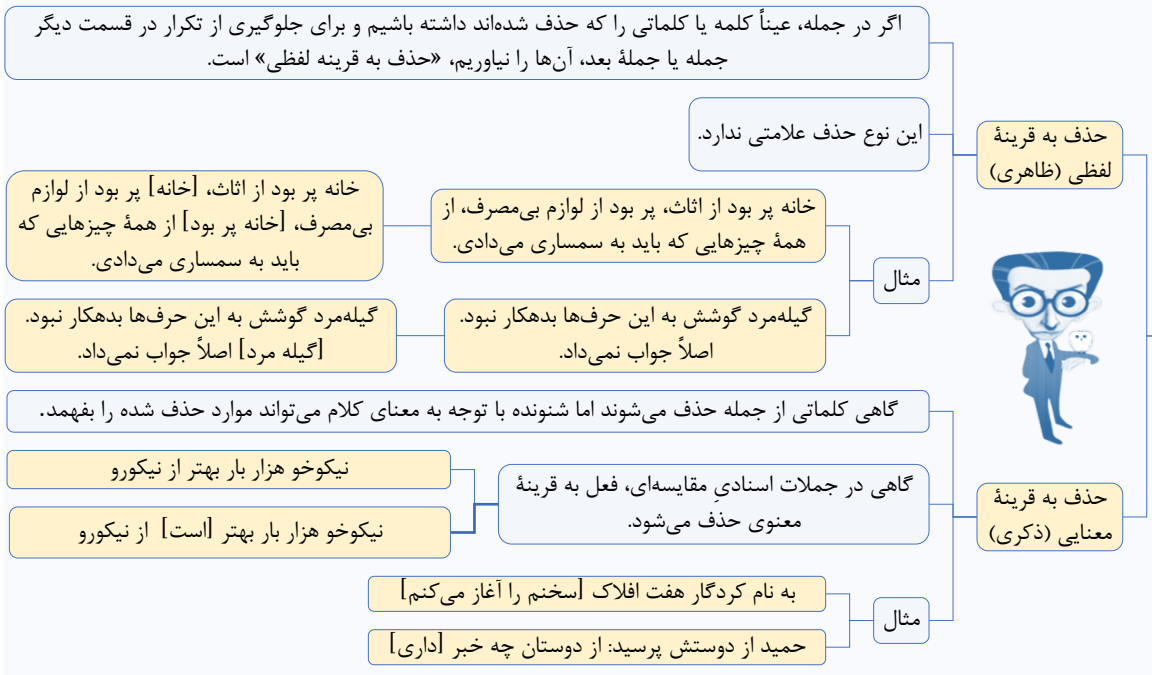 حذف به قرینهٔ
لفظی (ظاهری)
اگر در جمله، عیناً کلمه یا کلماتی را که حذف شده‌اند داشته باشیم و برای جلوگیری از تکرار در قسمت دیگر
جمله یا جملهٔ بعد، آن‌ها را نیاوریم، «حذف به قرینه لفظی» است.
این نوع حذف علامتی ندارد.
مثال
خانه پر بود از اثاث، پر بود از لوازم بی‌مصرف، از
همهٔ چیزهایی که باید به سمساری می‌دادی.
خانه پر بود از اثاث، [خانه] پر بود از لوازم
بی‌مصرف، [خانه پر بود] از همهٔ چیزهایی که
باید به سمساری می‌دادی.
گیله‌مرد گوشش به این حرف‌ها بدهکار نبود.
اصلاً جواب نمی‌داد.
گیله‌مرد گوشش به این حرف‌ها بدهکار نبود.
[گیله مرد] اصلاً جواب نمی‌داد.
حذف به قرینهٔ
معنایی (ذکری)
گاهی کلماتی از جمله حذف می‌شوند اما شنونده با توجه به معنای کلام می‌تواند موارد حذف شده را بفهمد.
گاهی در جملات اسنادیِ مقایسه‌ای، فعل به قرینهٔ
معنوی حذف می‌شود.
نیکوخو هزار بار بهتر از نیکورو
نیکوخو هزار بار بهتر [است] از نیکورو
مثال
به نام کردگار هفت افلاک [سخنم را آغاز می‌کنم]
حمید از دوستش پرسید: از دوستان چه خبر [داری]